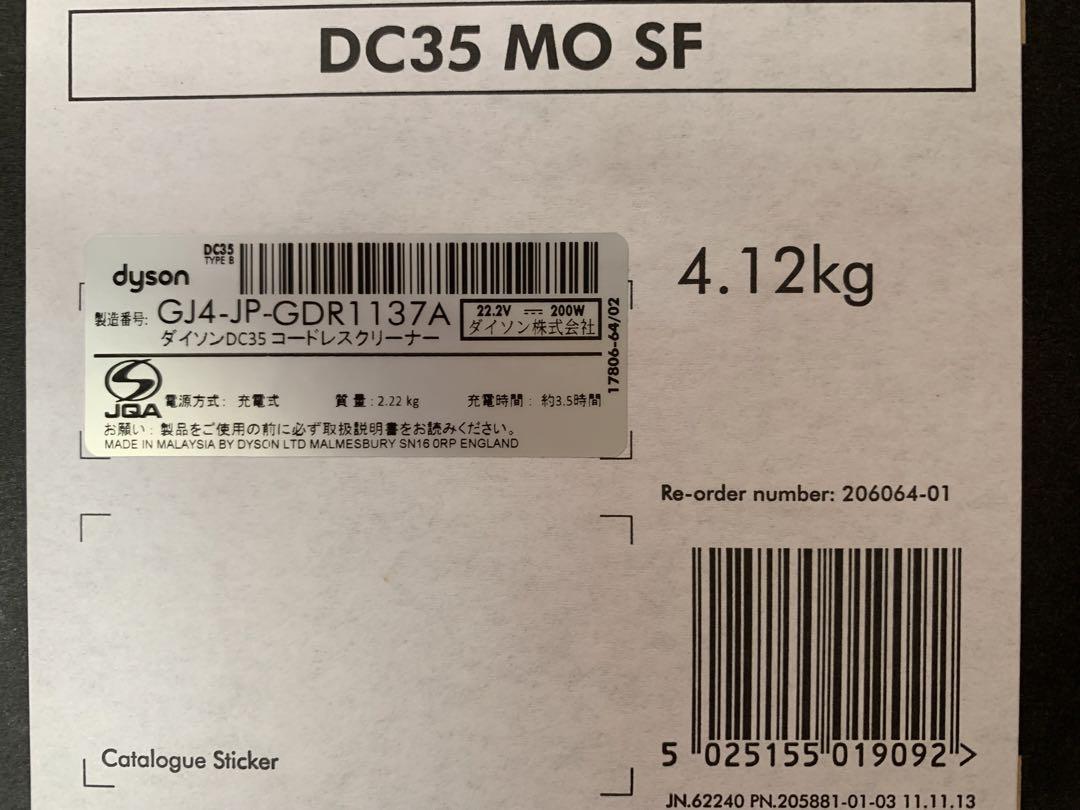 DC35 MO SF
DC35
TYPE B
dyson
製造番号: GJ4-JP-GDR1137A
22.2V ⎓ 200W
ダイソン株式会社
ダイソンDC35 コードレスクリーナー
17806-64/02
JQA
電源方式: 充電式 質量: 2.22 kg 充電時間: 約3.5時間
お願い: 製品をご使用の前に必ず取扱説明書をお読みください。
MADE IN MALAYSIA BY DYSON LTD MALMESBURY SN16 0RP ENGLAND
4.12kg
Re-order number: 206064-01
5 025155 019092 >
Catalogue Sticker
JN.62240 PN.205881-01-03 11.11.13